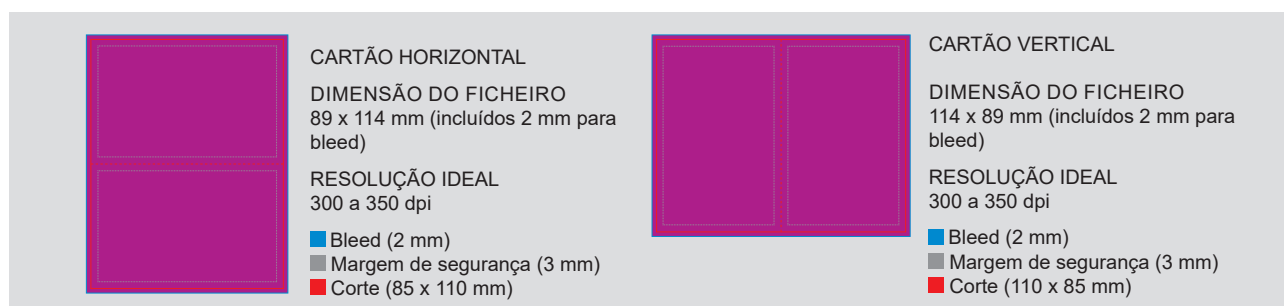 CARTÃO HORIZONTAL
DIMENSÃO DO FICHEIRO
89 x 114 mm (incluídos 2 mm para
bleed)
RESOLUÇÃO IDEAL
300 a 350 dpi
Bleed (2 mm)
Margem de segurança (3 mm)
Corte (85 x 110 mm)
CARTÃO VERTICAL
DIMENSÃO DO FICHEIRO
114 x 89 mm (incluídos 2 mm para
bleed)
RESOLUÇÃO IDEAL
300 a 350 dpi
Bleed (2 mm)
Margem de segurança (3 mm)
Corte (110 x 85 mm)